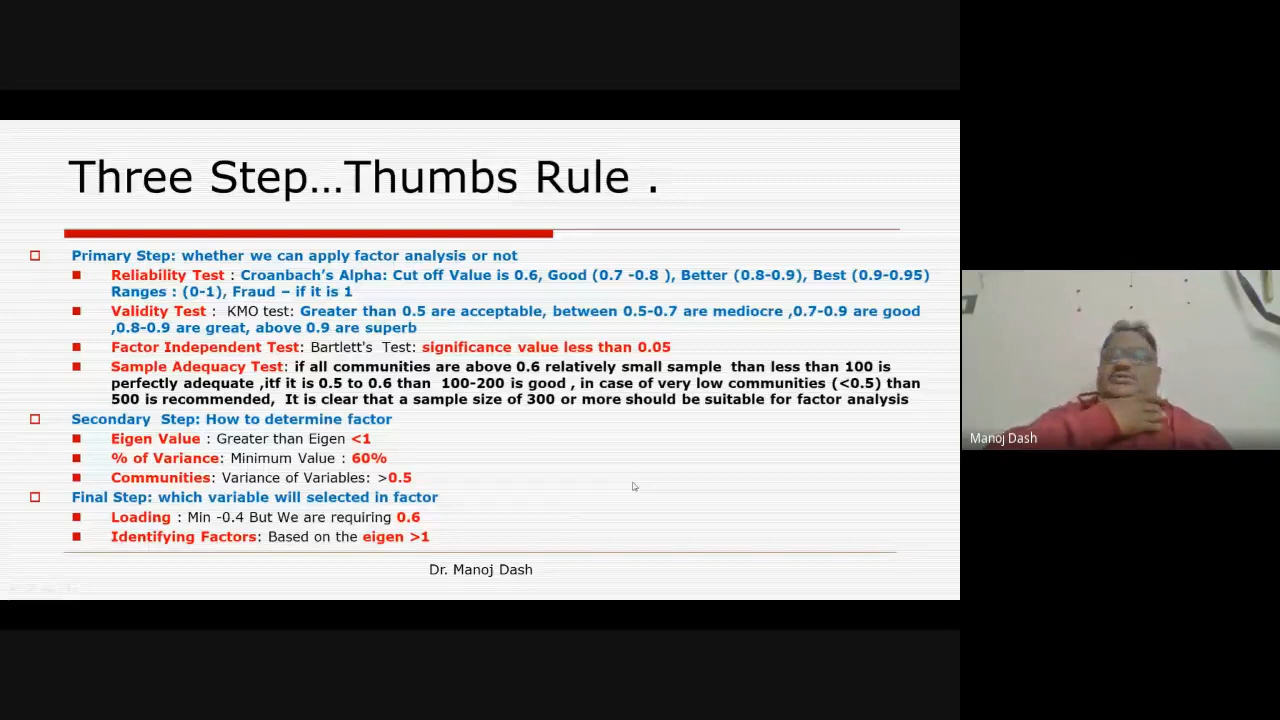 Three Step...Thumbs Rule .
Primary Step: whether we can apply factor analysis or not
Reliability Test : Croanbach's Alpha: Cut off Value is 0.6, Good (0.7 -0.8 ), Better (0.8-0.9), Best (0.9-0.95)
Ranges : (0-1), Fraud – if it is 1
Validity Test : KMO test: Greater than 0.5 are acceptable, between 0.5-0.7 are mediocre ,0.7-0.9 are good
,0.8-0.9 are great, above 0.9 are superb
Factor Independent Test: Bartlett's Test: significance value less than 0.05
Sample Adequacy Test: if all communities are above 0.6 relatively small sample than less than 100 is
perfectly adequate ,itf it is 0.5 to 0.6 than 100-200 is good , in case of very low communities (<0.5) than
500 is recommended, It is clear that a sample size of 300 or more should be suitable for factor analysis
Secondary Step: How to determine factor
Eigen Value : Greater than Eigen <1
% of Variance: Minimum Value : 60%
Communities: Variance of Variables: >0.5
Final Step: which variable will selected in factor
Loading : Min -0.4 But We are requiring 0.6
Identifying Factors: Based on the eigen >1
Dr. Manoj Dash
Manoj Dash